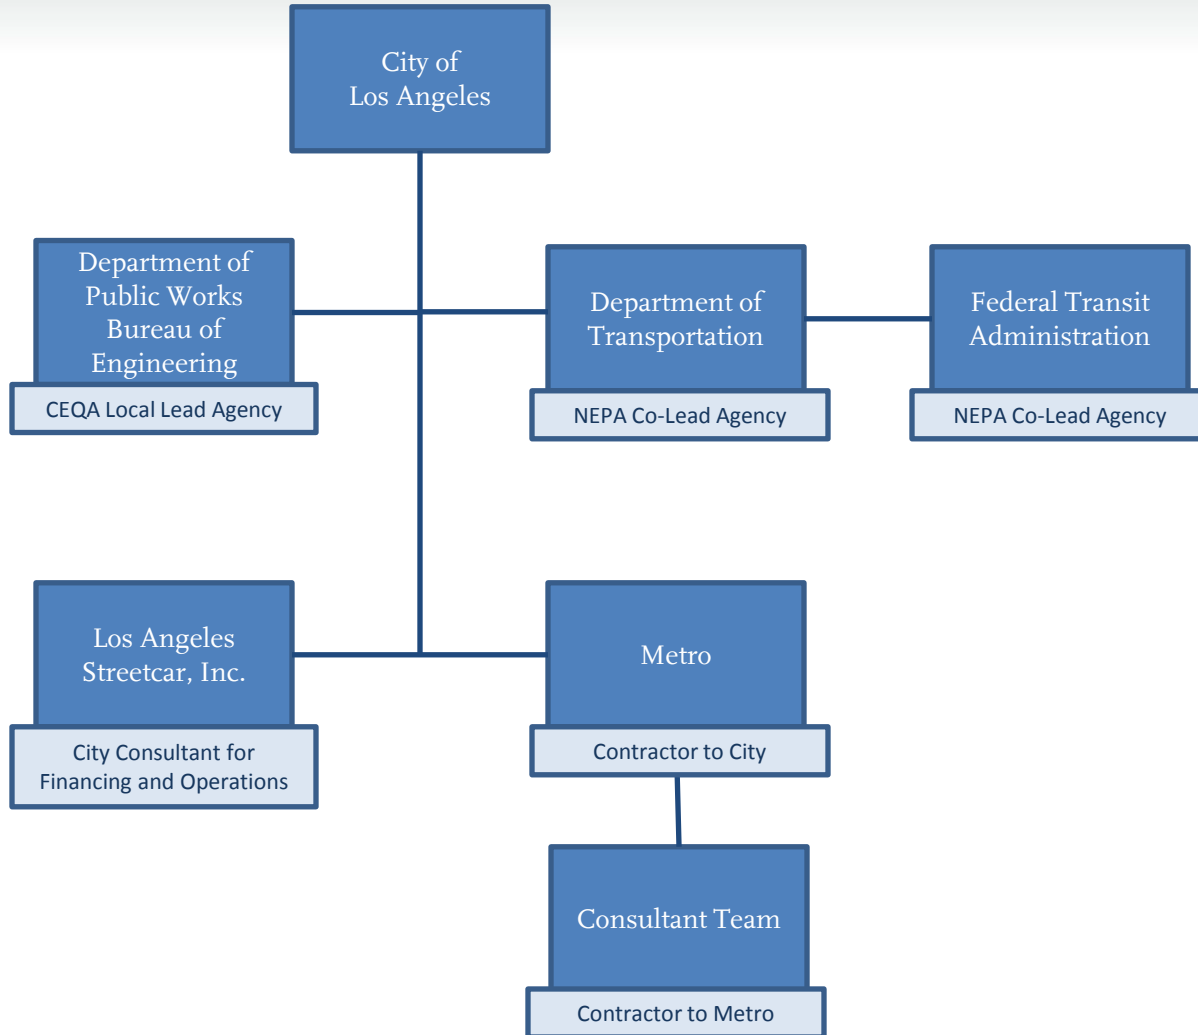 City of
Los Angeles
Department of
Public Works
Bureau of
Engineering
CEQA Local Lead Agency
Department of
Transportation
NEPA Co-Lead Agency
Federal Transit
Administration
NEPA Co-Lead Agency
Los Angeles
Streetcar, Inc.
City Consultant for
Financing and Operations
Metro
Contractor to City
Consultant Team
Contractor to Metro